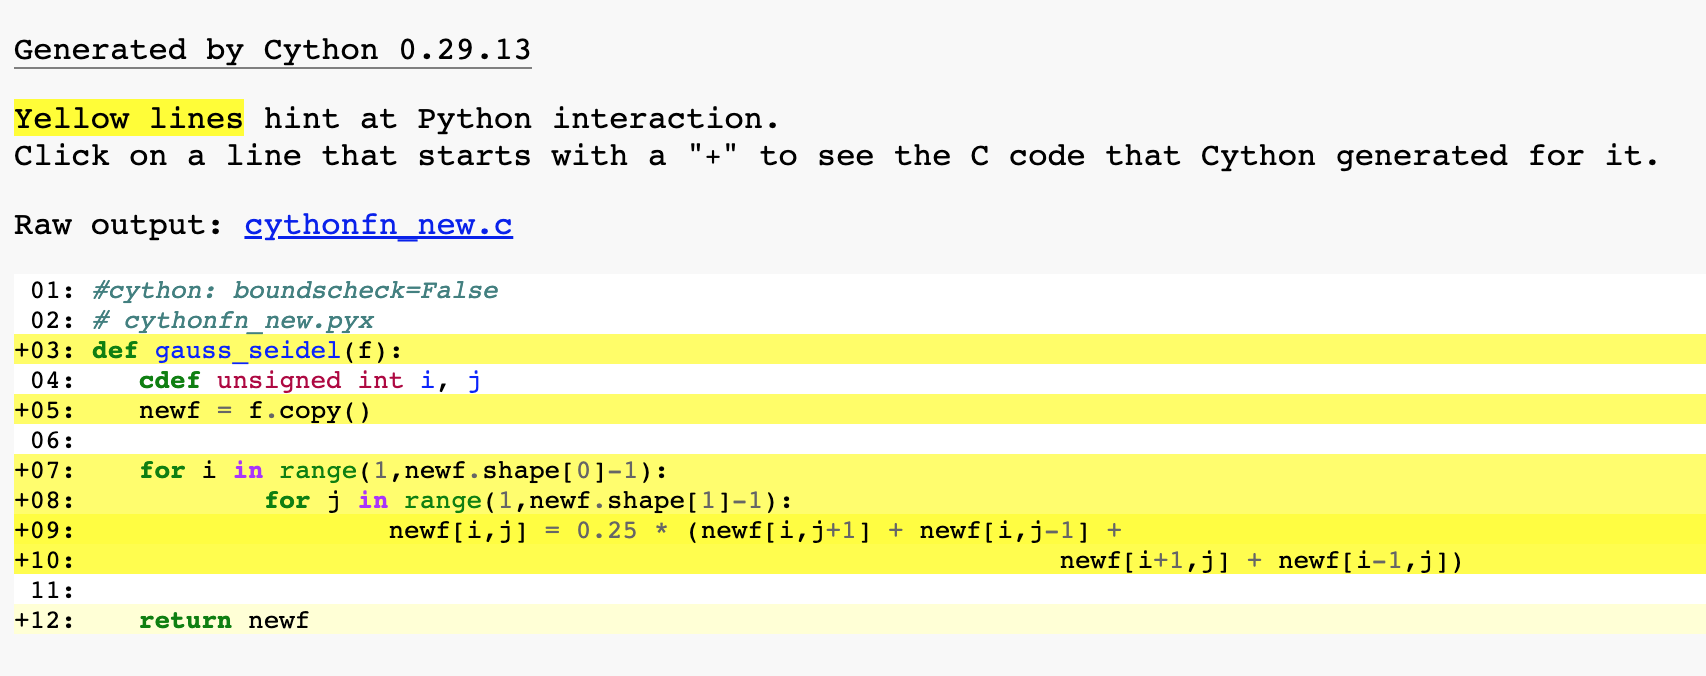 Generated by Cython 0.29.13
Yellow lines hint at Python interaction.
Click on a line that starts with a "+" to see the C code that Cython generated for it.
Raw output: cythonfn_new.c
 01: #cython: boundscheck=False
 02: # cythonfn_new.pyx
+03: def gauss_seidel(f):
 04:    cdef unsigned int i, j
+05:    newf = f.copy()
 06:
+07:    for i in range(1,newf.shape[0]-1):
+08:            for j in range(1,newf.shape[1]-1):
+09:                    newf[i,j] = 0.25 * (newf[i,j+1] + newf[i,j-1] +
+10:                                                               newf[i+1,j] + newf[i-1,j])
 11:
+12:    return newf